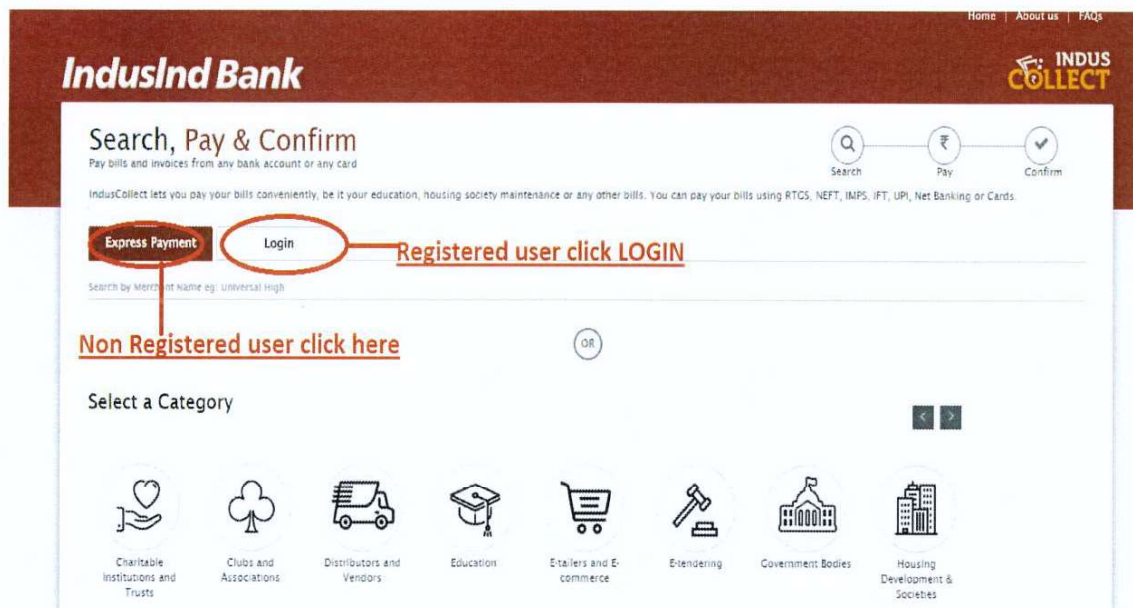 Home | About us | FAQs
IndusInd Bank
INDUS
COLLECT
Search, Pay & Confirm
Pay bills and invoices from any bank account or any card
Search
Pay
Confirm
IndusCollect lets you pay your bills conveniently, be it your education, housing society maintenance or any other bills. You can pay your bills using RTGS, NEFT, IMPS, IFT, UPI, Net Banking or Cards.
Express Payment
Login
Registered user click LOGIN
Search by Merchant Name eg: Universal High
Non Registered user click here
OR
Select a Category
< >
Charitable
Institutions and
Trusts
Clubs and
Associations
Distributors and
Vendors
Education
E-tailers and E-
commerce
E-tendering
Government Bodies
Housing
Development &
Societies